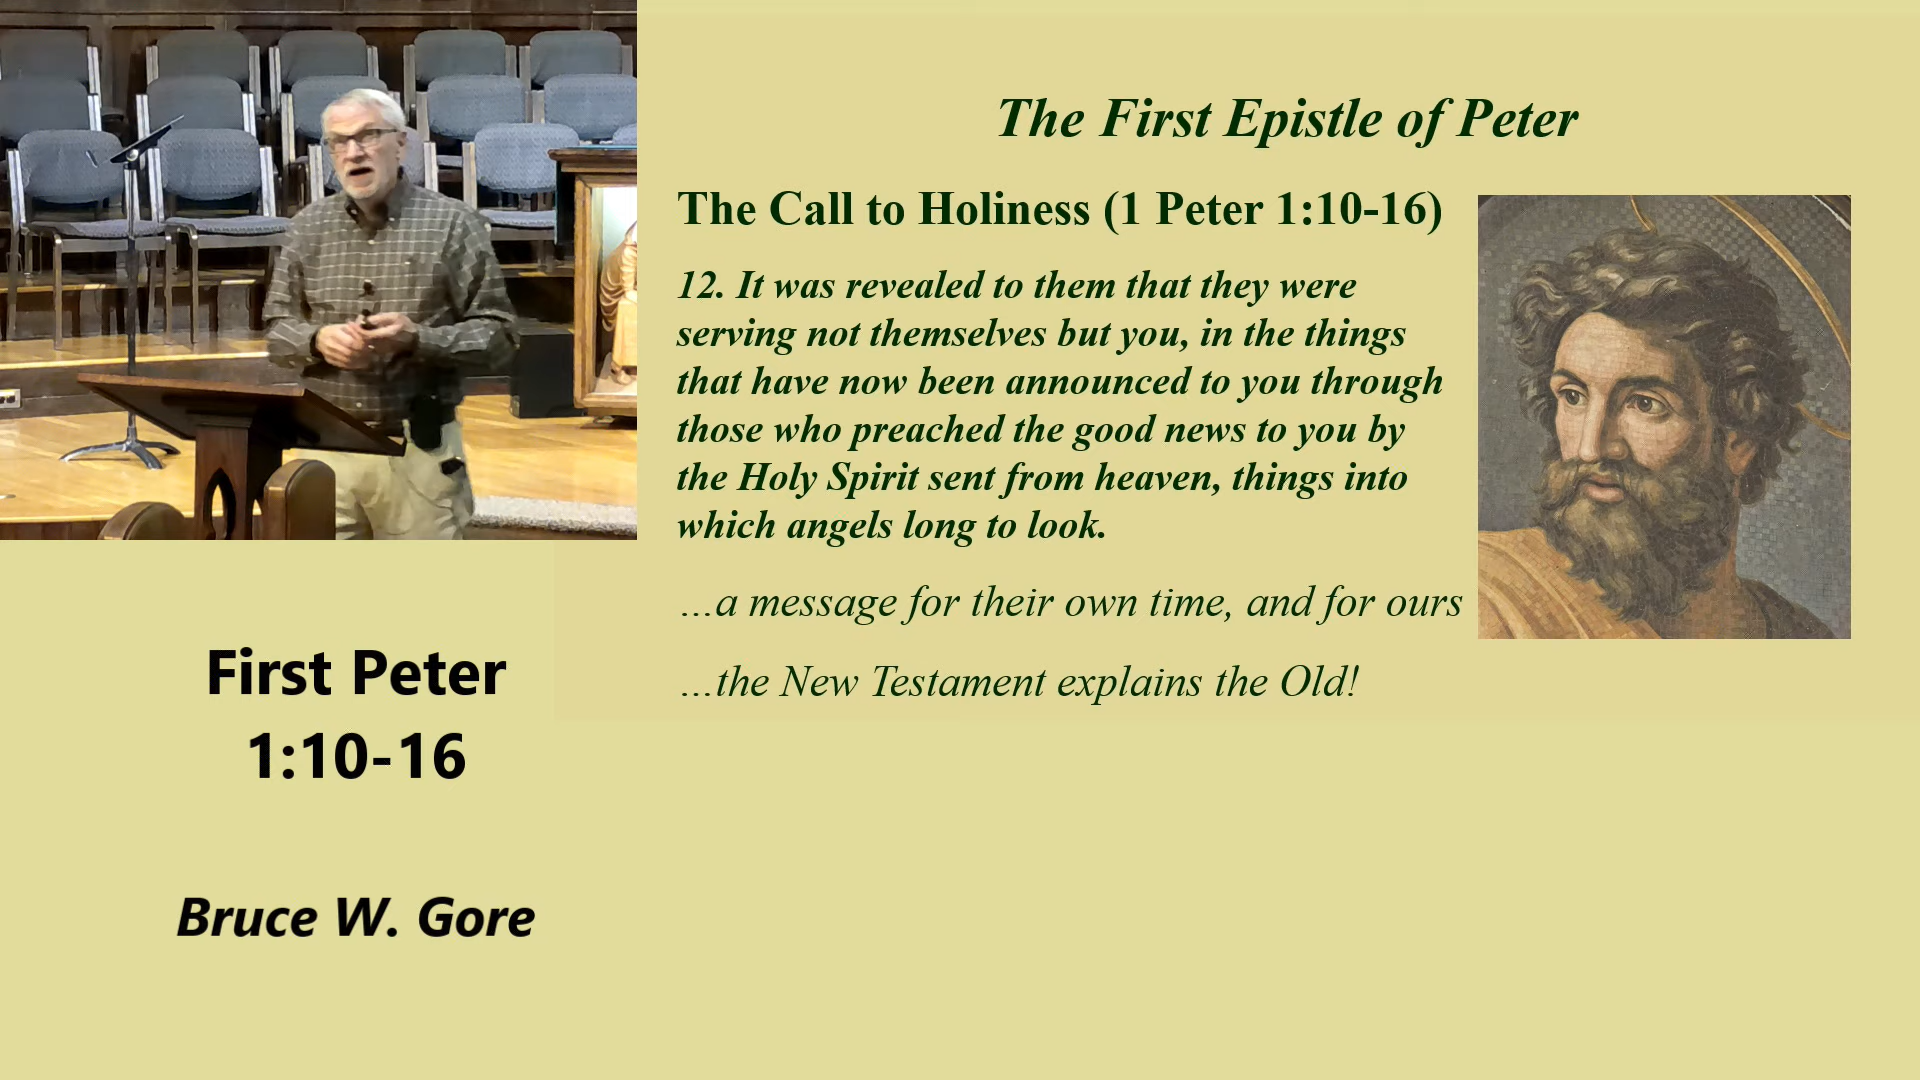 The First Epistle of Peter
The Call to Holiness (1 Peter 1:10-16)
12. It was revealed to them that they were
serving not themselves but you, in the things
that have now been announced to you through
those who preached the good news to you by
the Holy Spirit sent from heaven, things into
which angels long to look.
...a message for their own time, and for ours
...the New Testament explains the Old!
First Peter
1:10-16
Bruce W. Gore